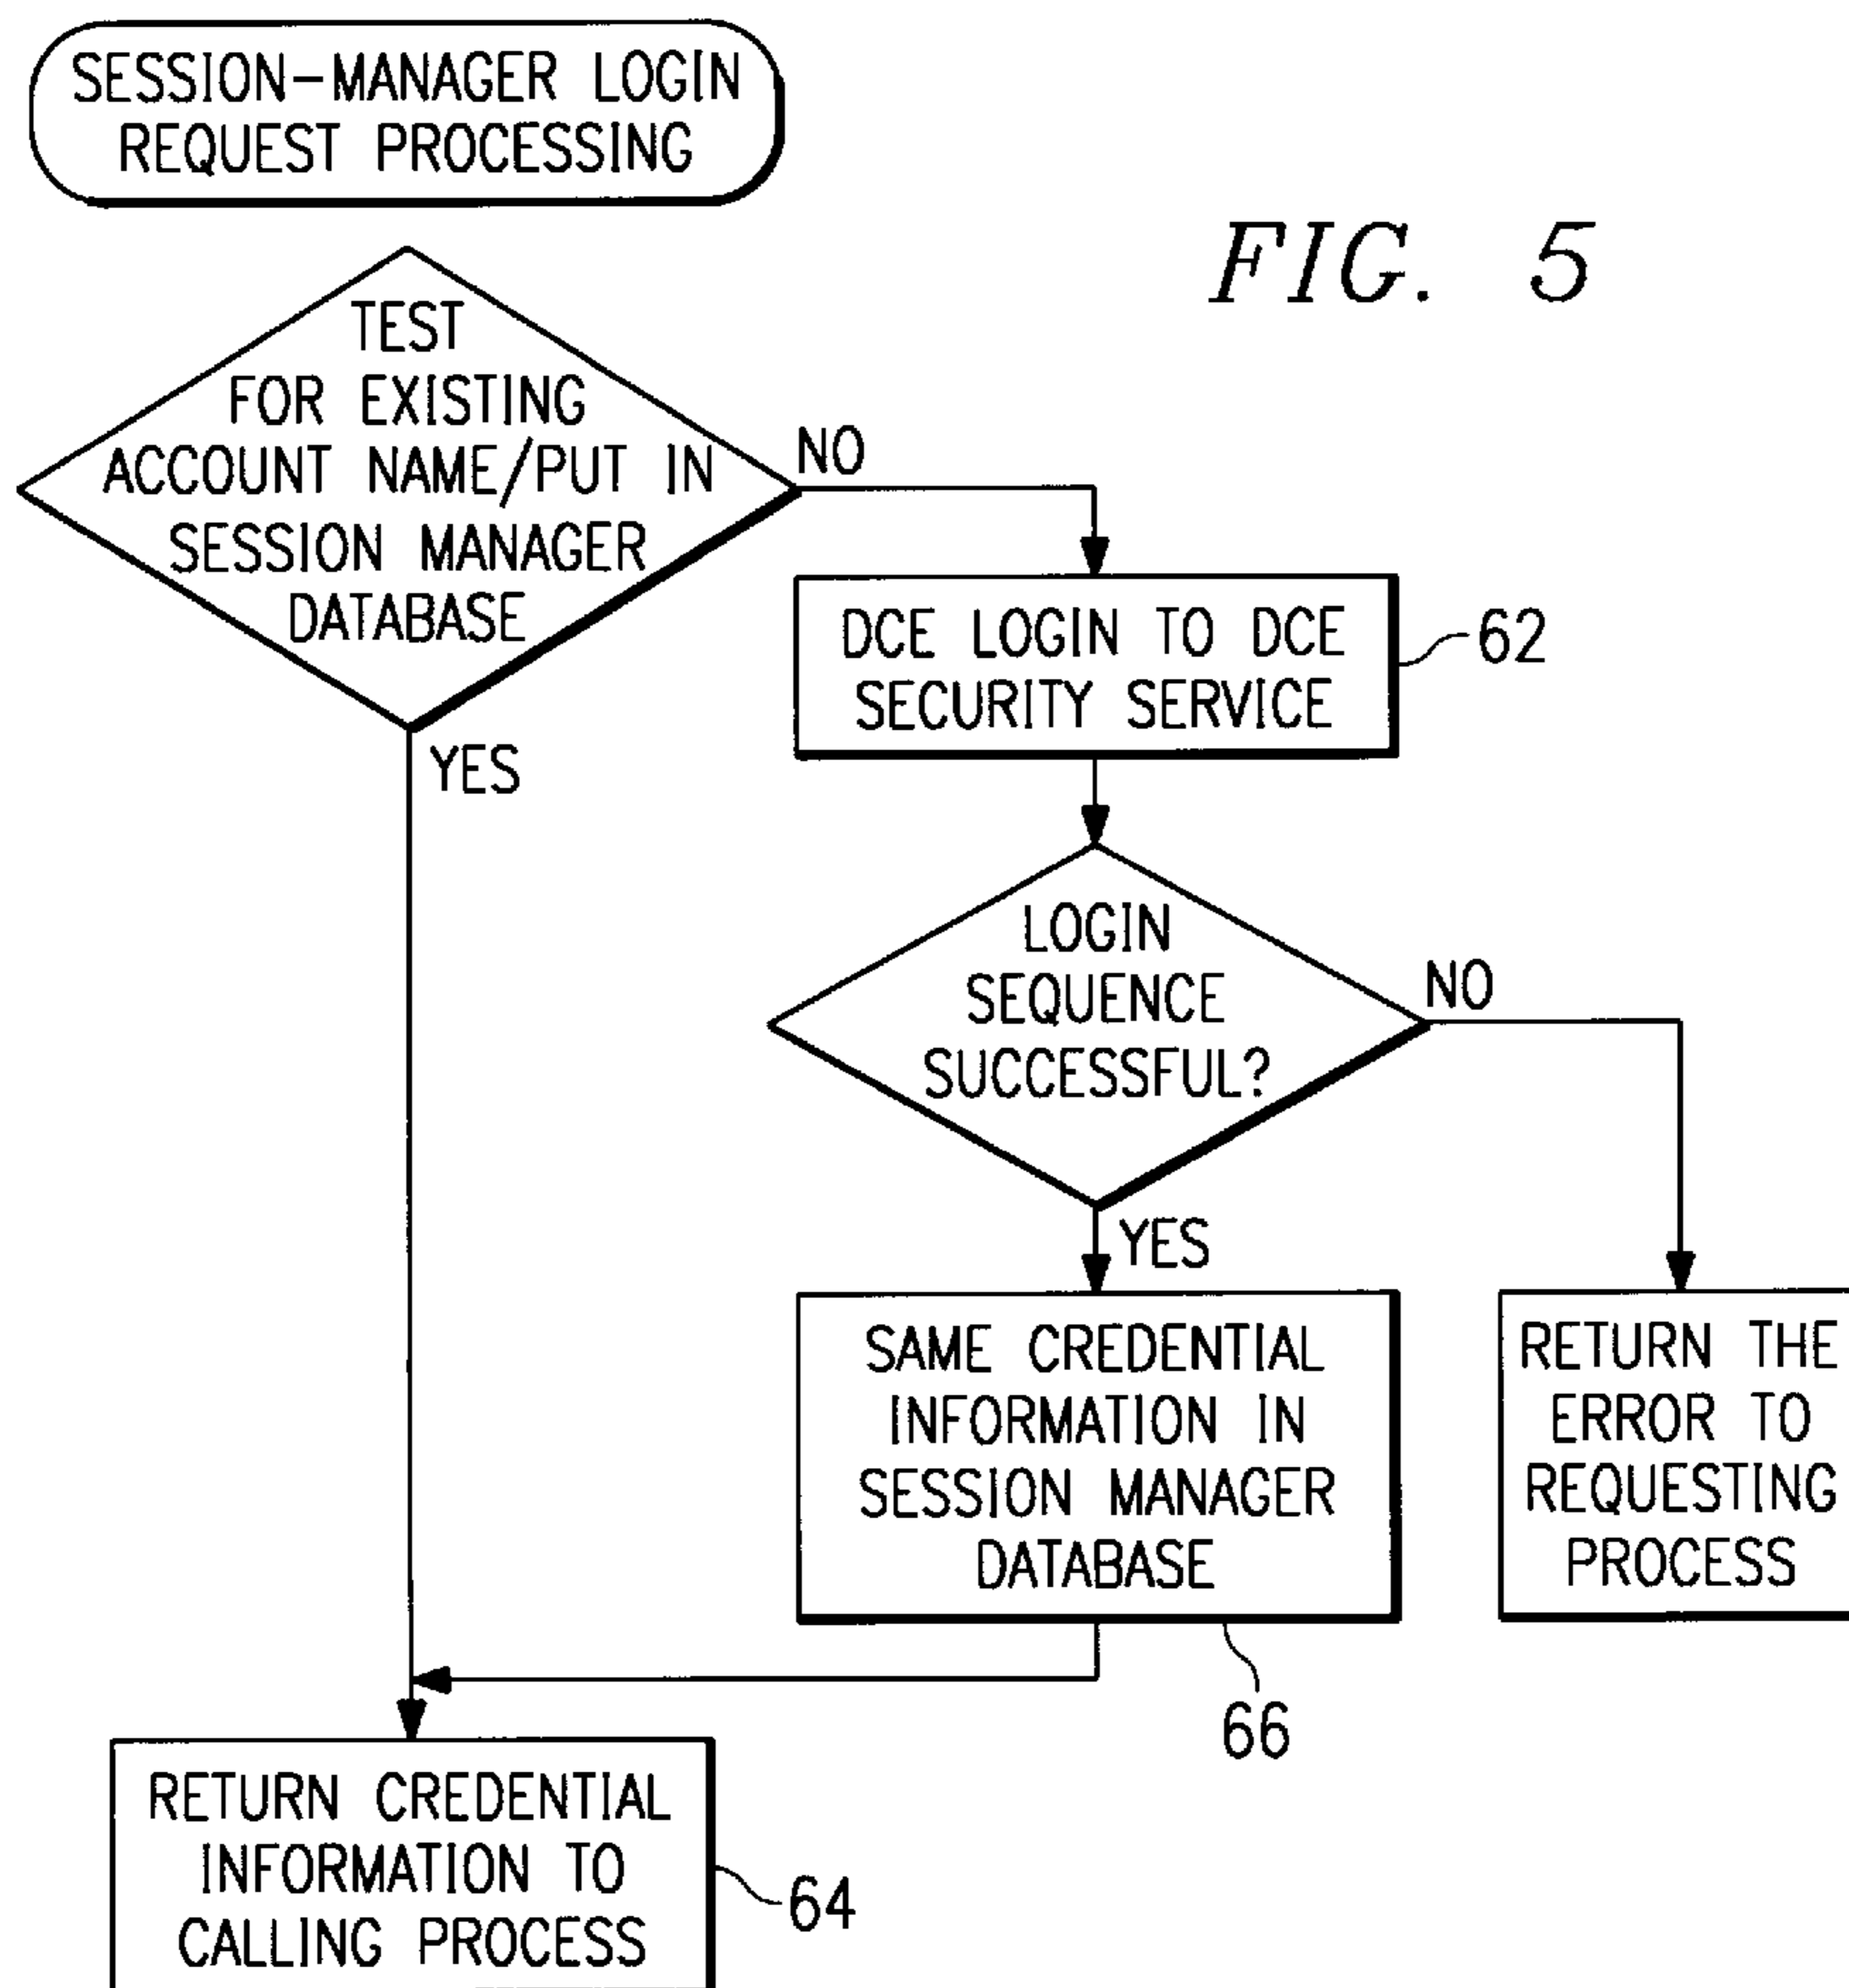 SESSION-MANAGER LOGIN
REQUEST PROCESSING
FIG. 5
TEST
FOR EXISTING
ACCOUNT NAME/PUT IN
SESSION MANAGER
DATABASE
NO
YES
DCE LOGIN TO DCE
SECURITY SERVICE
62
LOGIN
SEQUENCE
SUCCESSFUL?
NO
YES
SAME CREDENTIAL
INFORMATION IN
SESSION MANAGER
DATABASE
66
RETURN THE
ERROR TO
REQUESTING
PROCESS
RETURN CREDENTIAL
INFORMATION TO
CALLING PROCESS
64